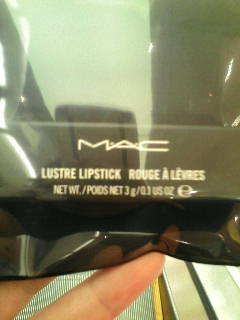 MAC
LUSTRE LIPSTICK ROUGE À LÈVRES
NET WT. / POIDS NET 3 g / 0.1 US OZ ℮